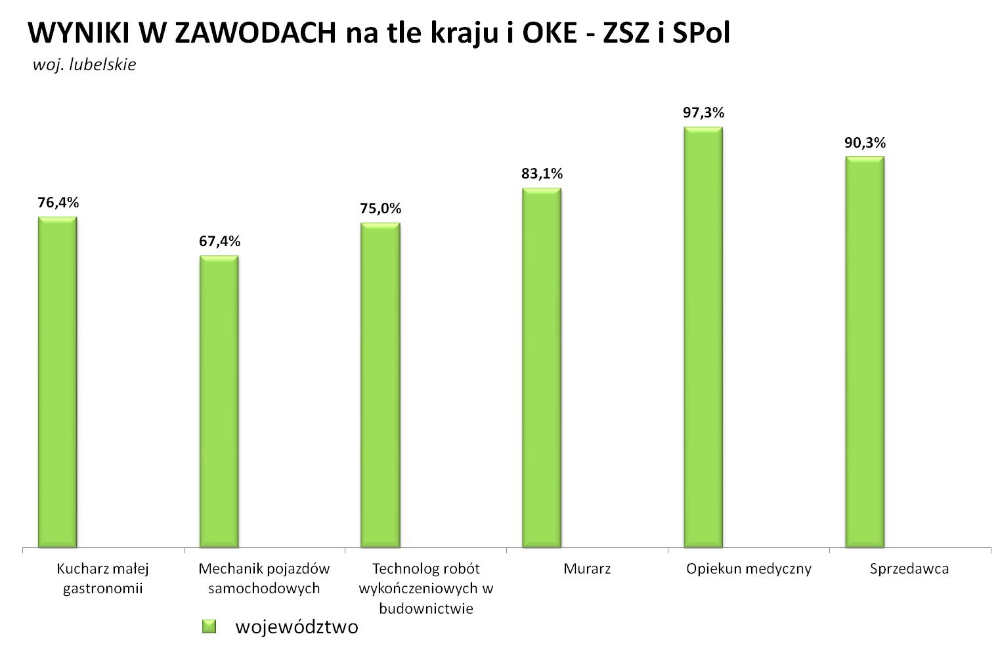 WYNIKI W ZAWODACH na tle kraju i OKE - ZSZ i SPol
woj. lubelskie
97,3%
90,3%
83,1%
76,4%
75,0%
67,4%
Kucharz małej
gastronomii
Mechanik pojazdów
samochodowych
Technolog robót
wykończeniowych w
budownictwie
Murarz
Opiekun medyczny
Sprzedawca
województwo